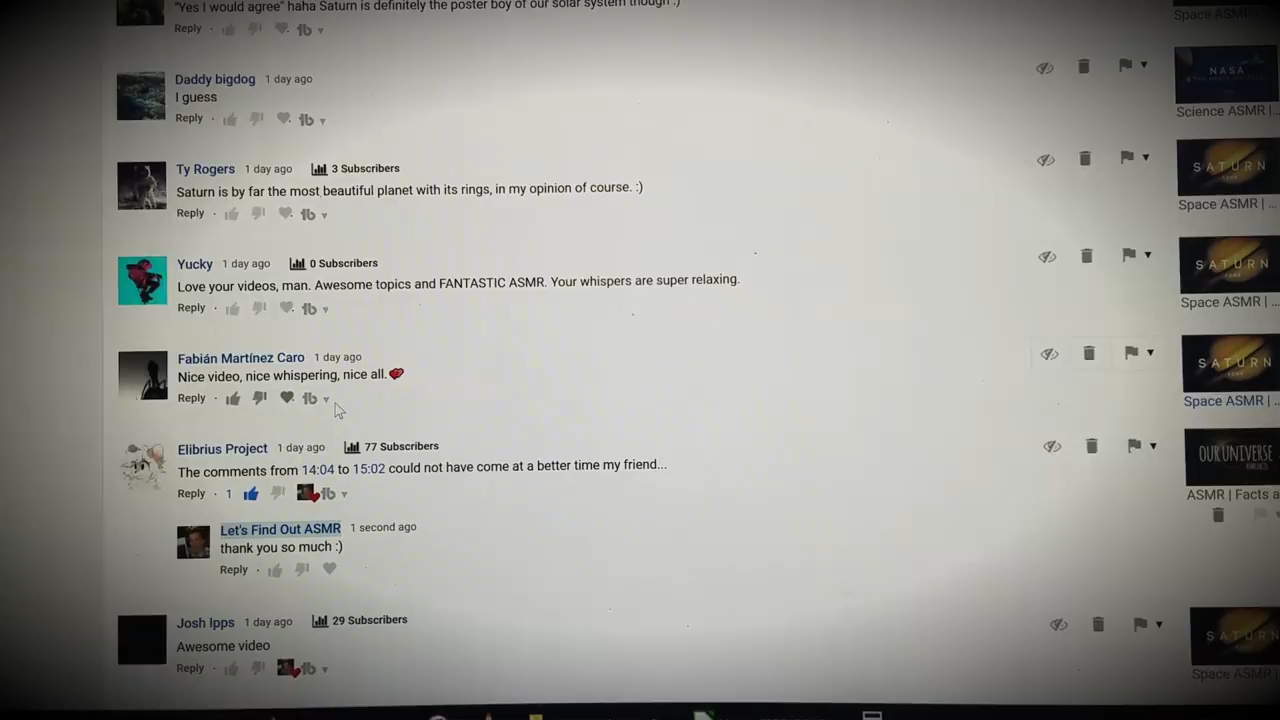 "Yes I would agree" haha Saturn is definitely the poster boy of our solar system though :)
Reply
Space ASMR |
Daddy bigdog 1 day ago
I guess
Reply
NASA
Science ASMR |...
Ty Rogers 1 day ago 3 Subscribers
Saturn is by far the most beautiful planet with its rings, in my opinion of course. :)
Reply
SATURN
Space ASMR | ...
Yucky 1 day ago 0 Subscribers
Love your videos, man. Awesome topics and FANTASTIC ASMR. Your whispers are super relaxing.
Reply
SATURN
Space ASMR | ...
Fabián Martínez Caro 1 day ago
Nice video, nice whispering, nice all.
Reply
SATURN
ASMR
Space ASMR |...
Elibrius Project 1 day ago 77 Subscribers
The comments from 14:04 to 15:02 could not have come at a better time my friend...
Reply · 1
OUR UNIVERSE
ASMR | Facts a
Let's Find Out ASMR 1 second ago
thank you so much :)
Reply
Josh Ipps 1 day ago 29 Subscribers
Awesome video
Reply
SATURN
Space ASMR |